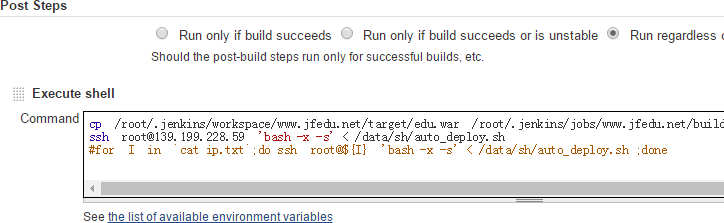 Post Steps
Run only if build succeeds Run only if build succeeds or is unstable Run regardless
Should the post-build steps run only for successful builds, etc.
Execute shell
Command
cp /root/.jenkins/workspace/www.jfedu.net/target/edu.war /root/.jenkins/jobs/www.jfedu.net/build
ssh root@139.199.228.59 'bash -x -s' < /data/sh/auto_deploy.sh
#for I in `cat ip.txt`;do ssh root@${I} 'bash -x -s' < /data/sh/auto_deploy.sh ;done
See the list of available environment variables